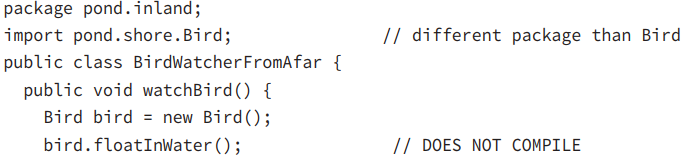 package pond.inland;
import pond.shore.Bird; // different package than Bird
public class BirdWatcherFromAfar {
public void watchBird() {
Bird bird = new Bird();
bird.floatInWater(); // DOES NOT COMPILE